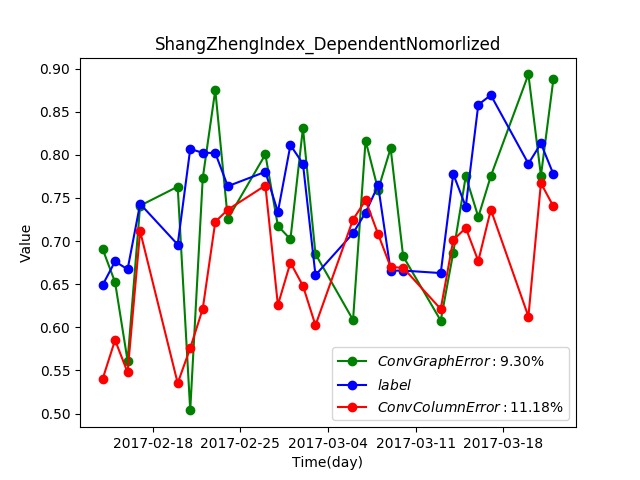 ShangZhengIndex_DependentNomorlized
Value
0.90
0.85
0.80
0.75
0.70
0.65
0.60
0.55
0.50
ConvGraphError: 9.30%
label
ConvColumnError: 11.18%
2017-02-18 2017-02-25 2017-03-04 2017-03-11 2017-03-18
Time(day)